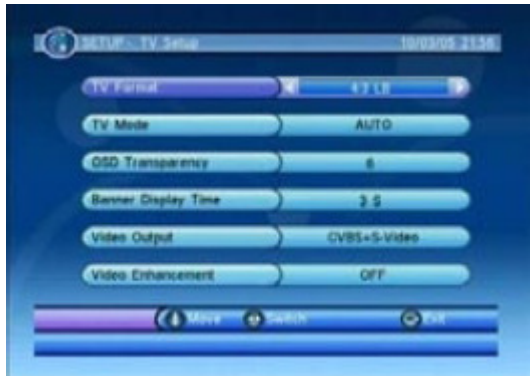 SETUP - TV Setup 10/03/05 21:56
TV Format 4:3 LB
TV Mode AUTO
OSD Transparency 6
Banner Display Time 3 S
Video Output CVBS+S-Video
Video Enhancement OFF
Move Switch Exit